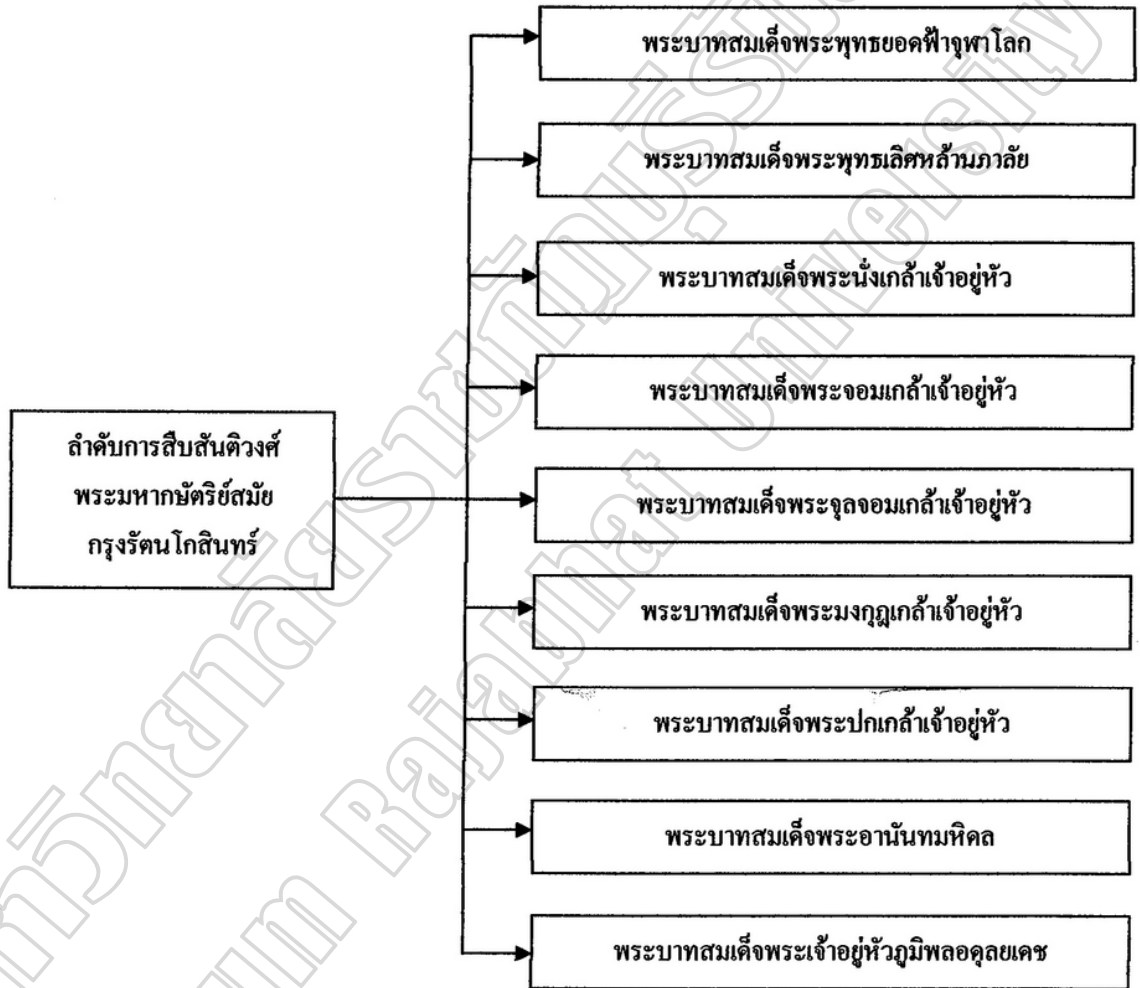 พระบาทสมเด็จพระพุทธยอดฟ้าจุฬาโลก
พระบาทสมเด็จพระพุทธเลิศหล้านภาลัย
พระบาทสมเด็จพระนั่งเกล้าเจ้าอยู่หัว
พระบาทสมเด็จพระจอมเกล้าเจ้าอยู่หัว
ลำดับการสืบสันติวงศ์
พระมหากษัตริย์สมัย
กรุงรัตนโกสินทร์
พระบาทสมเด็จพระจุลจอมเกล้าเจ้าอยู่หัว
พระบาทสมเด็จพระมงกุฎเกล้าเจ้าอยู่หัว
พระบาทสมเด็จพระปกเกล้าเจ้าอยู่หัว
พระบาทสมเด็จพระอานันทมหิดล
พระบาทสมเด็จพระเจ้าอยู่หัวภูมิพลอดุลยเดช
Rajabhat University